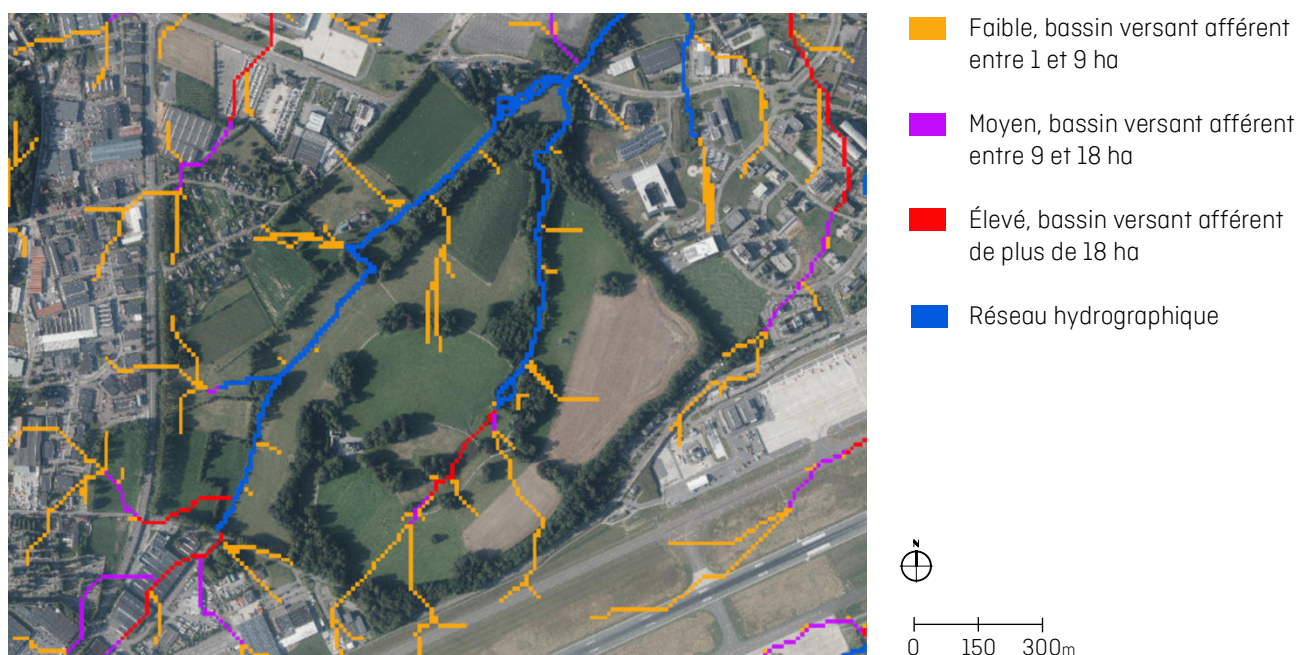 Faible, bassin versant afférent
entre 1 et 9 ha
Moyen, bassin versant afférent
entre 9 et 18 ha
Élevé, bassin versant afférent
de plus de 18 ha
Réseau hydrographique
N
0 150 300m